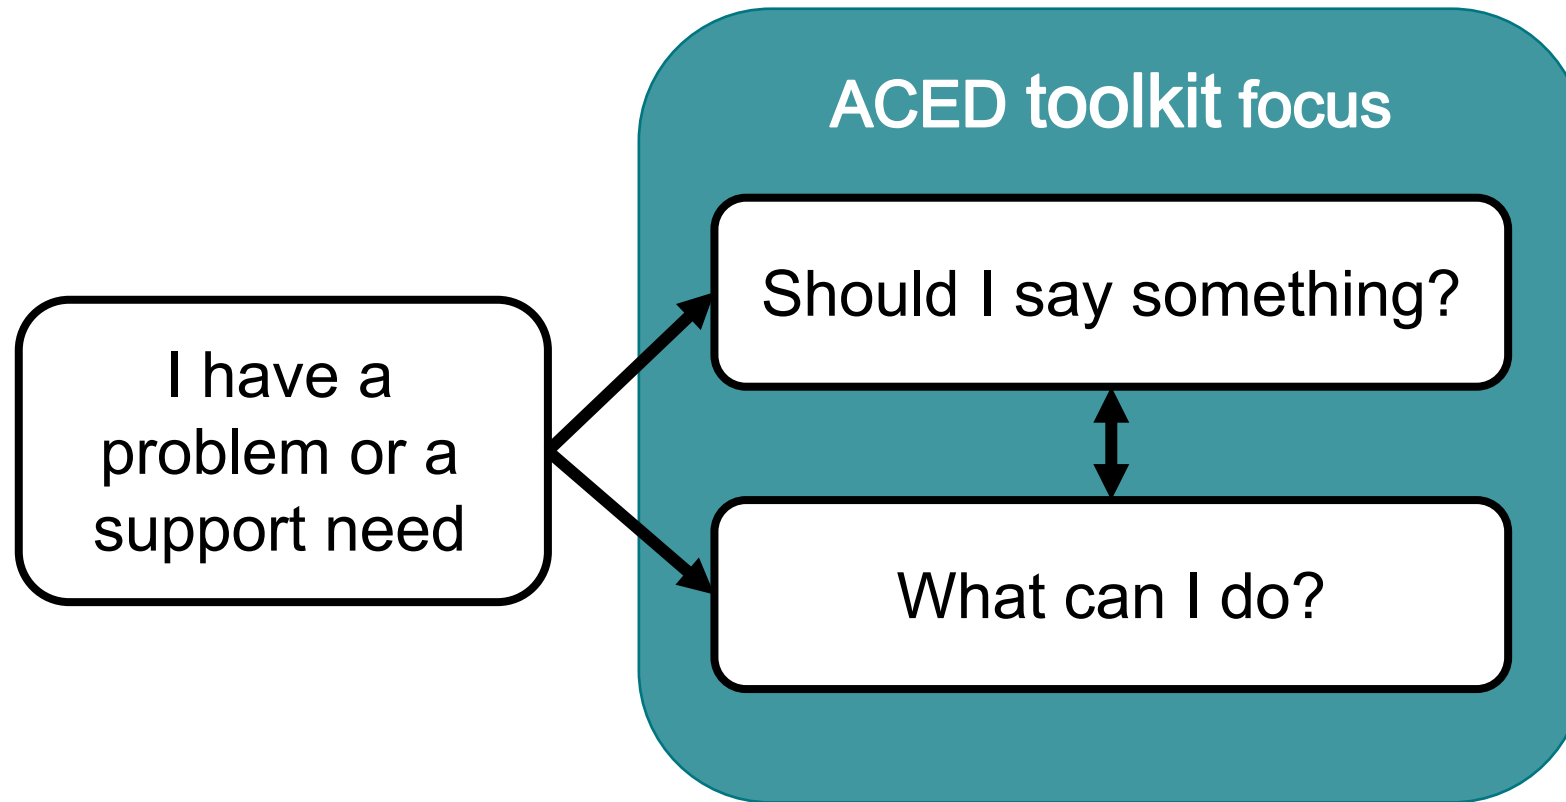 ACED toolkit focus
Should I say something?
I have a
problem or a
support need
What can I do?